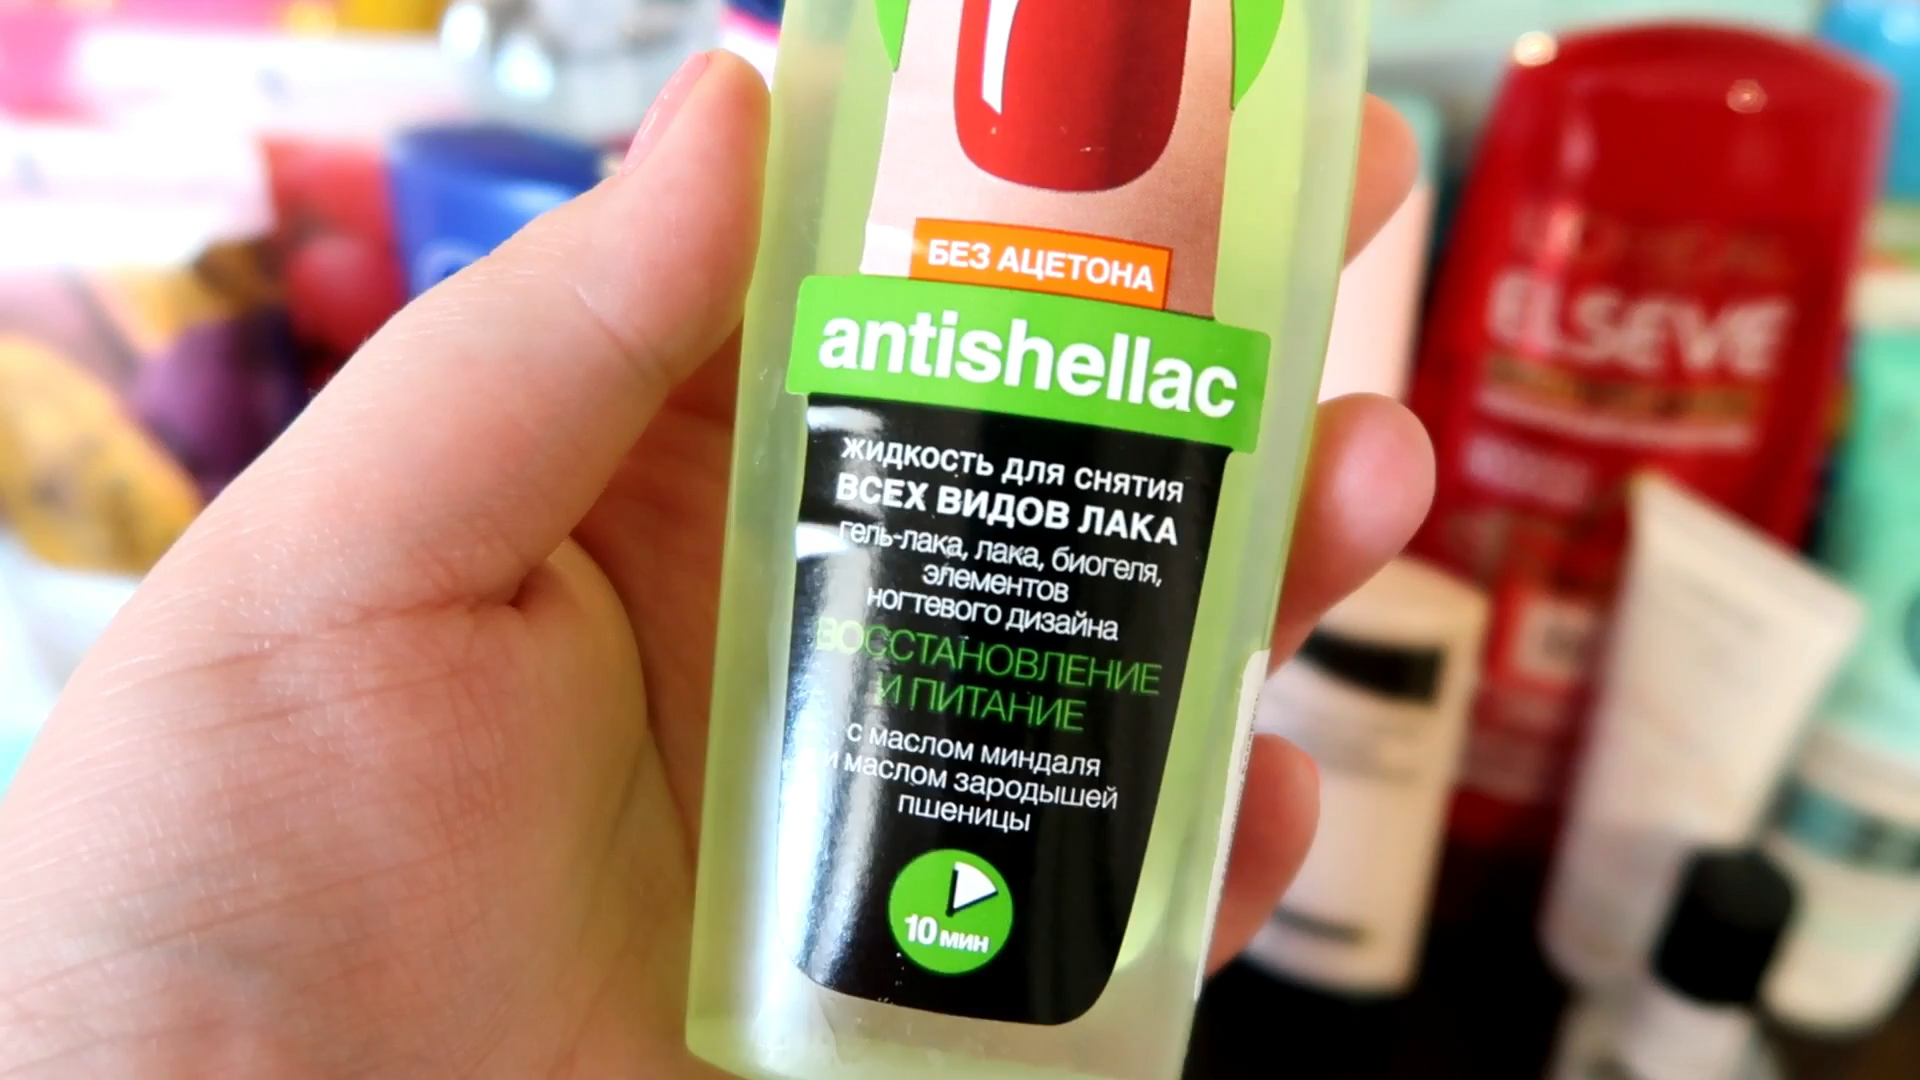 БЕЗ АЦЕТОНА
antishellac
ЖИДКОСТЬ ДЛЯ СНЯТИЯ
ВСЕХ ВИДОВ ЛАКА
гель-лака, лака, биогеля,
элементов
ногтевого дизайна
ВОССТАНОВЛЕНИЕ
И ПИТАНИЕ
с маслом миндаля
и маслом зародышей
пшеницы
10 мин
ELSEVE